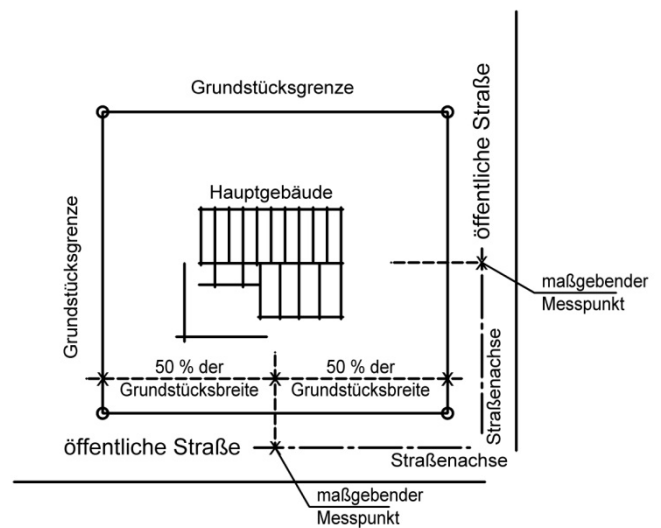 Grundstücksgrenze
öffentliche Straße
Hauptgebäude
Grundstücksgrenze
maßgebender
Messpunkt
50 % der
Grundstücksbreite
50 % der
Grundstücksbreite
Straßenachse
öffentliche Straße
Straßenachse
maßgebender
Messpunkt